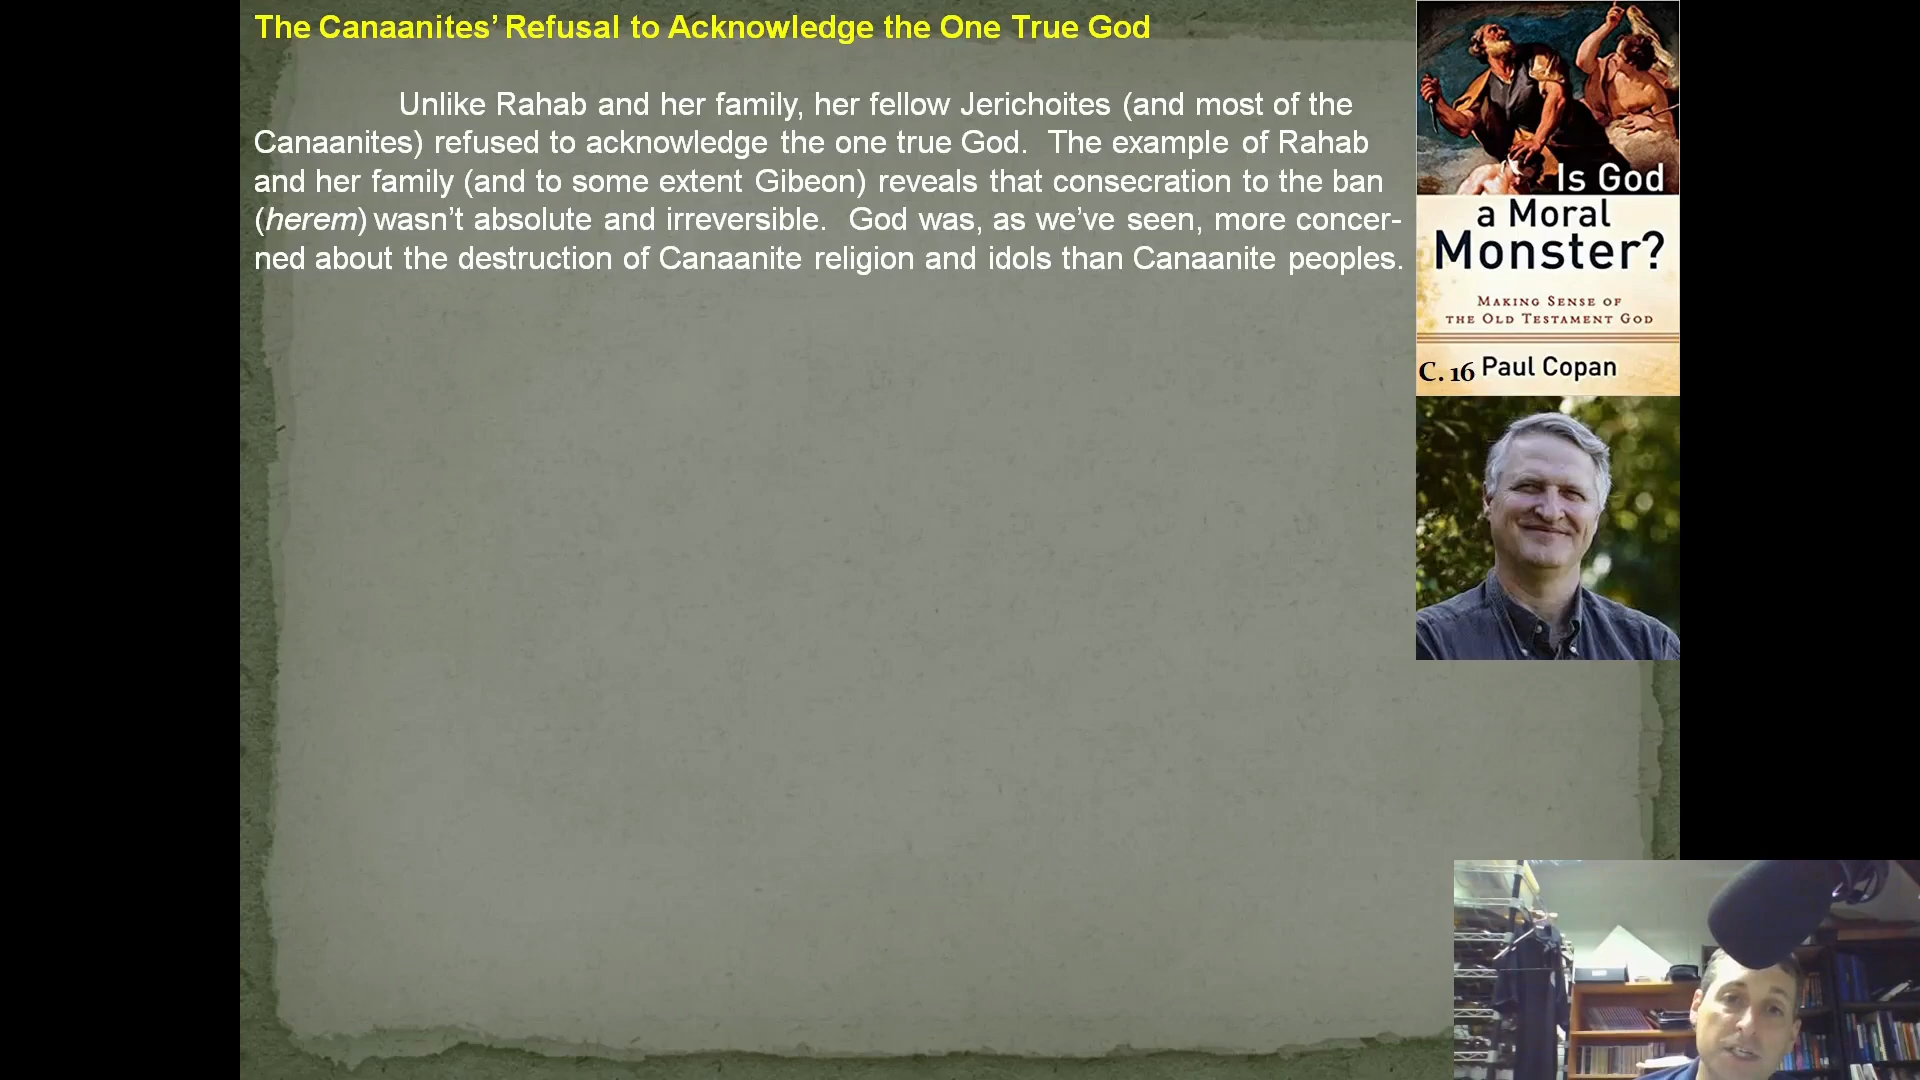 The Canaanites’ Refusal to Acknowledge the One True God
Unlike Rahab and her family, her fellow Jerichoites (and most of the
Canaanites) refused to acknowledge the one true God.  The example of Rahab
and her family (and to some extent Gibeon) reveals that consecration to the ban
(herem) wasn’t absolute and irreversible.  God was, as we’ve seen, more concer-
ned about the destruction of Canaanite religion and idols than Canaanite peoples.
Is God
a Moral
Monster?
Making Sense of
the Old Testament God
C. 16 Paul Copan